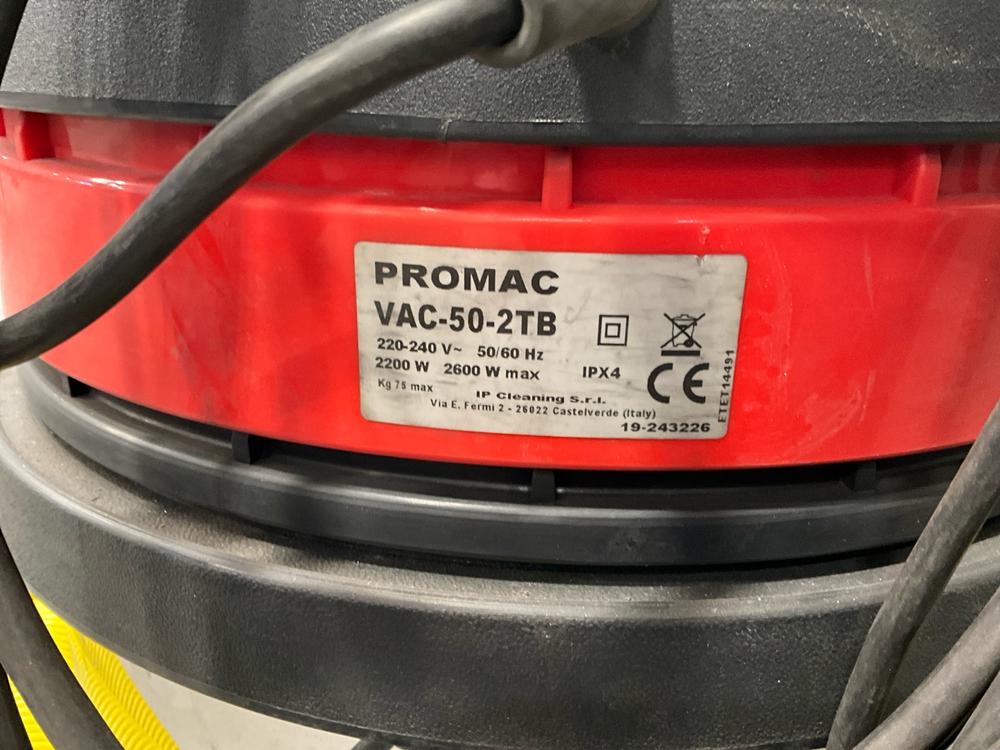 PROMAC
VAC-50-2TB
220-240 V~ 50/60 Hz
2200 W 2600 W max IPX4
Kg 75 max
IP Cleaning S.r.l.
Via E. Fermi 2 - 26022 Castelverde (Italy)
19-243226
CE
ETET14491